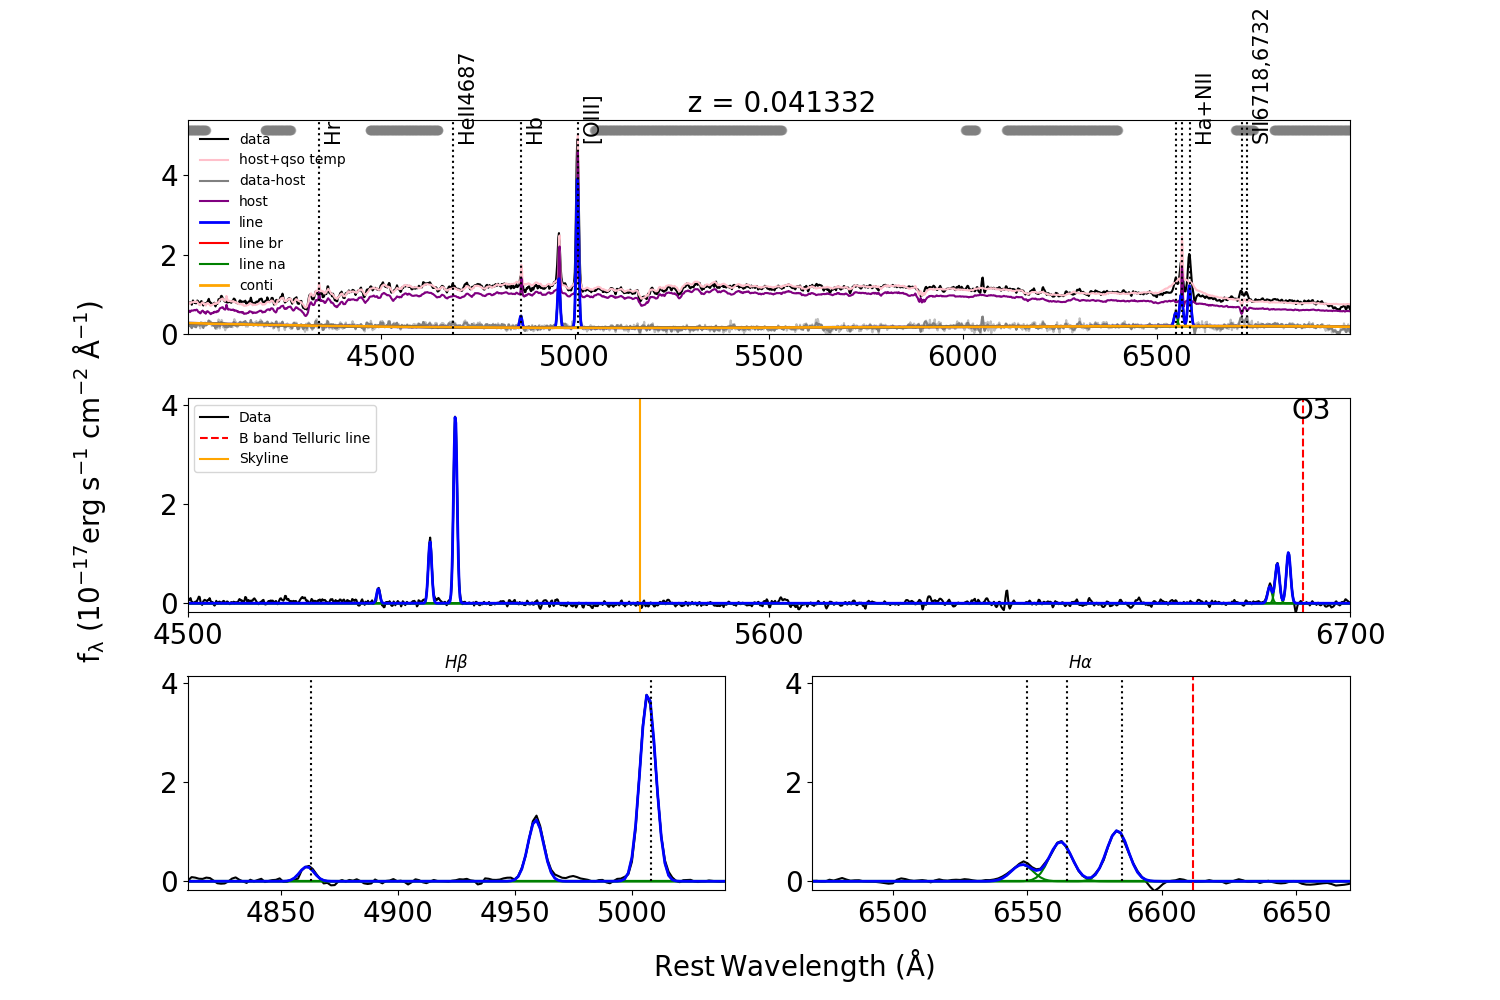 z = 0.041332
Hr
HeII4687
Hb
[OIII]
Ha+NII
SII6718,6732
data
host+qso temp
data-host
host
line
line br
line na
conti
4
2
0
4500
5000
5500
6000
6500
Data
B band Telluric line
Skyline
O3
4
2
0
4500
5600
6700
fλ (10⁻¹⁷erg s⁻¹ cm⁻² Å⁻¹)
Hβ
4
2
0
4850
4900
4950
5000
Hα
4
2
0
6500
6550
6600
6650
Rest Wavelength (Å)